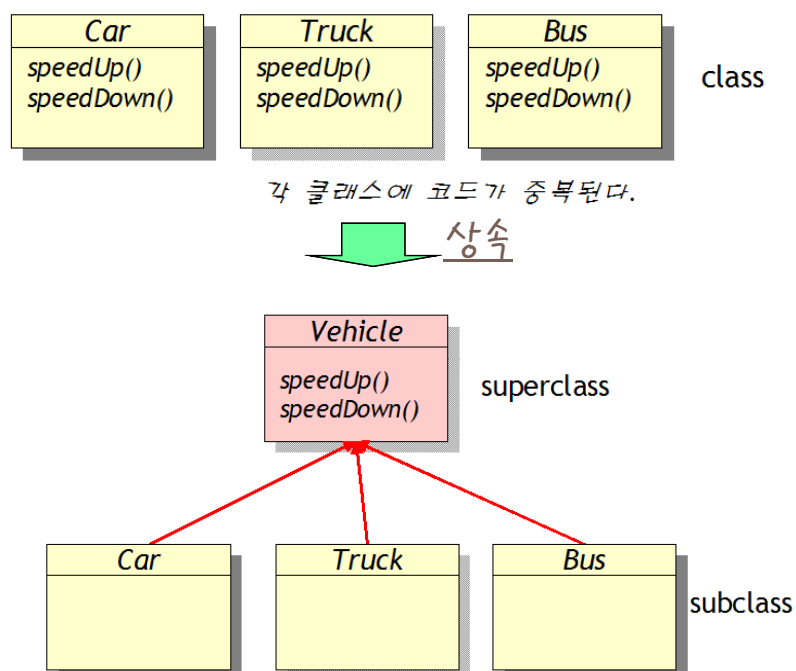 Car
speedUp()
speedDown()
Truck
speedUp()
speedDown()
Bus
speedUp()
speedDown()
class
각 클래스에 코드가 중복된다.
상속
Vehicle
speedUp()
speedDown()
superclass
Car
Truck
Bus
subclass